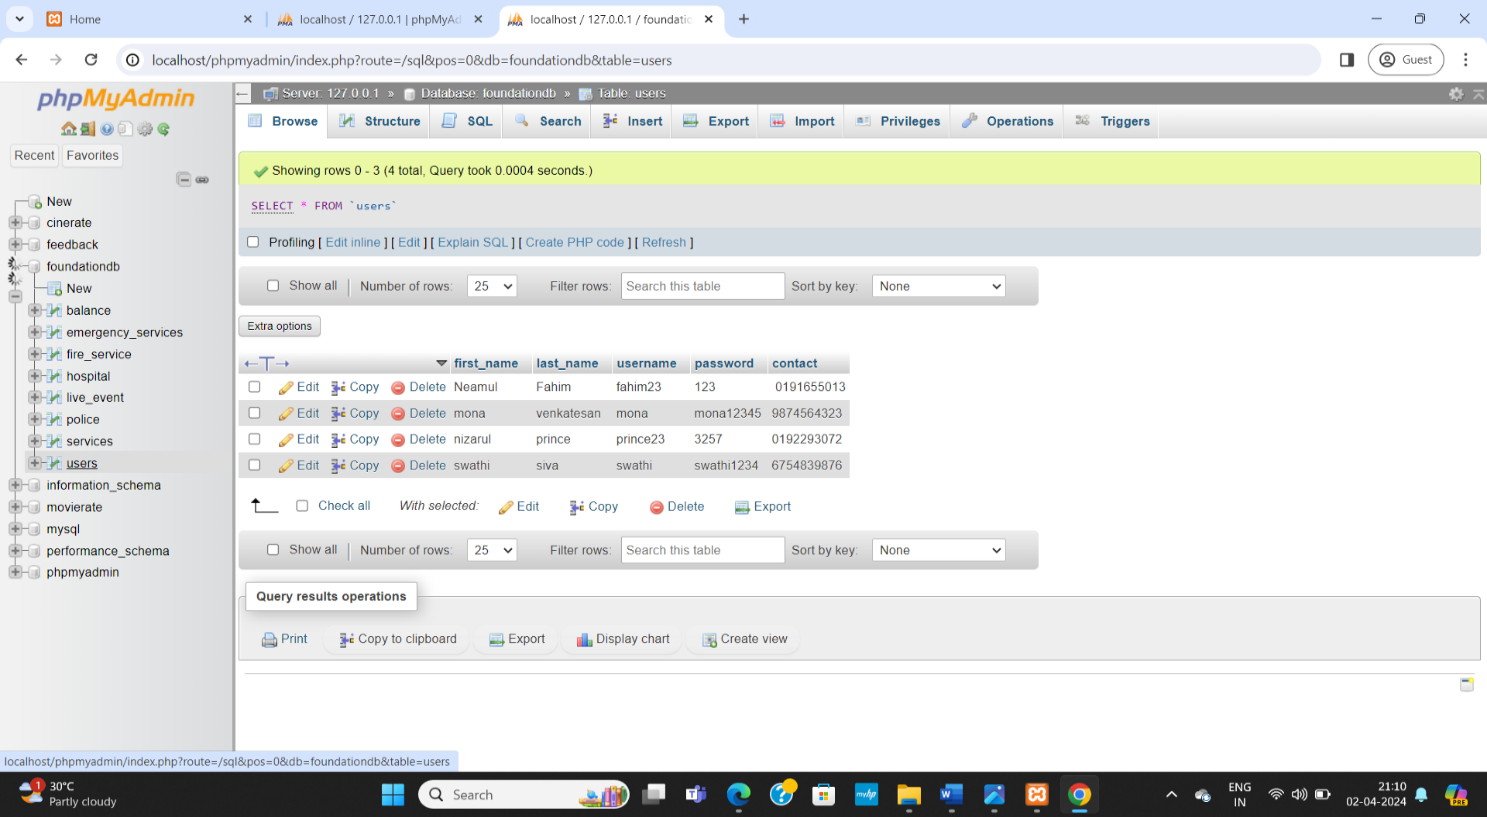 Home
localhost / 127.0.0.1 | phpMyAd
localhost / 127.0.0.1 / foundatio
localhost/phpmyadmin/index.php?route=/sql&pos=0&db=foundationdb&table=users
Guest
phpMyAdmin
Recent
Favorites
New
cinerate
feedback
foundationdb
New
balance
emergency_services
fire_service
hospital
live_event
police
services
users
information_schema
movierate
mysql
performance_schema
phpmyadmin
Server: 127.0.0.1 » Database: foundationdb » Table: users
Browse Structure SQL Search Insert Export Import Privileges Operations Triggers
Showing rows 0 - 3 (4 total, Query took 0.0004 seconds.)
SELECT * FROM `users`
Profiling [ Edit inline ] [ Edit ] [ Explain SQL ] [ Create PHP code ] [ Refresh ]
Show all | Number of rows: 25 Filter rows: Search this table Sort by key: None
Extra options
first_name last_name username password contact
Edit Copy Delete Neamul Fahim fahim23 123 0191655013
Edit Copy Delete mona venkatesan mona mona12345 9874564323
Edit Copy Delete nizarul prince prince23 3257 0192293072
Edit Copy Delete swathi siva swathi swathi1234 6754839876
Check all With selected: Edit Copy Delete Export
Show all | Number of rows: 25 Filter rows: Search this table Sort by key: None
Query results operations
Print Copy to clipboard Export Display chart Create view
localhost/phpmyadmin/index.php?route=/sql&pos=0&db=foundationdb&table=users
1
30°C
Partly cloudy
Search
myhp
ENG
IN
21:10
02-04-2024
PRE